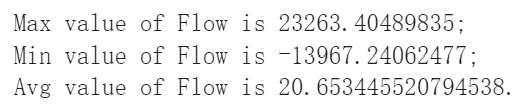 Max value of Flow is 23263.40489835;
Min value of Flow is -13967.24062477;
Avg value of Flow is 20.653445520794538.